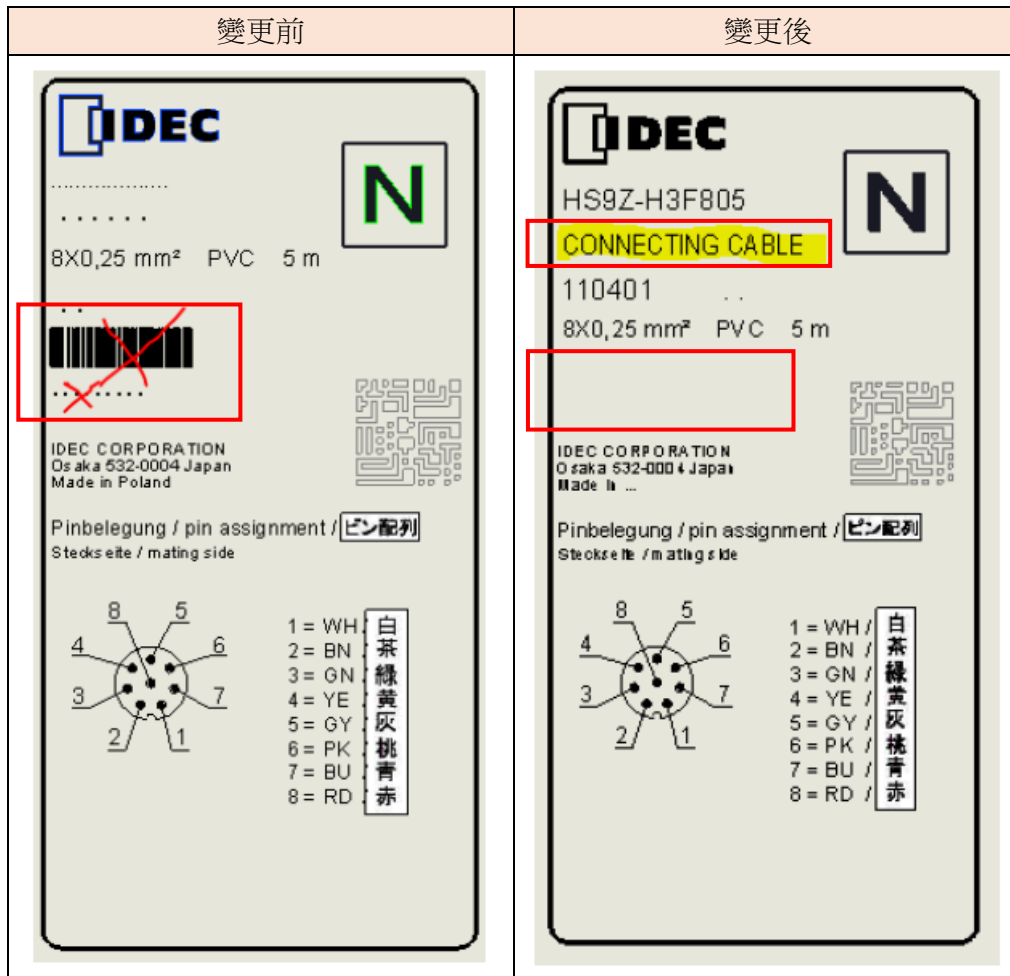 變更前
IDEC
N
...................
. . . . . .
8X0,25 mm² PVC 5 m
. .
. . . . . . . . .
IDEC CORPORATION
Osaka 532-0004 Japan
Made in Poland
Pinbelegung / pin assignment / ピン配列
Steckseite / mating side
8 5
4 6
3 7
2 1
1 = WH / 白
2 = BN / 茶
3 = GN / 緑
4 = YE / 黄
5 = GY / 灰
6 = PK / 桃
7 = BU / 青
8 = RD / 赤
變更後
IDEC
N
HS9Z-H3F805
CONNECTING CABLE
110401 . .
8X0,25 mm² PVC 5 m
IDEC CORPORATION
Osaka 532-0004 Japan
Made in ...
Pinbelegung / pin assignment / ピン配列
Steckseite / mating side
8 5
4 6
3 7
2 1
1 = WH / 白
2 = BN / 茶
3 = GN / 緑
4 = YE / 黄
5 = GY / 灰
6 = PK / 桃
7 = BU / 青
8 = RD / 赤